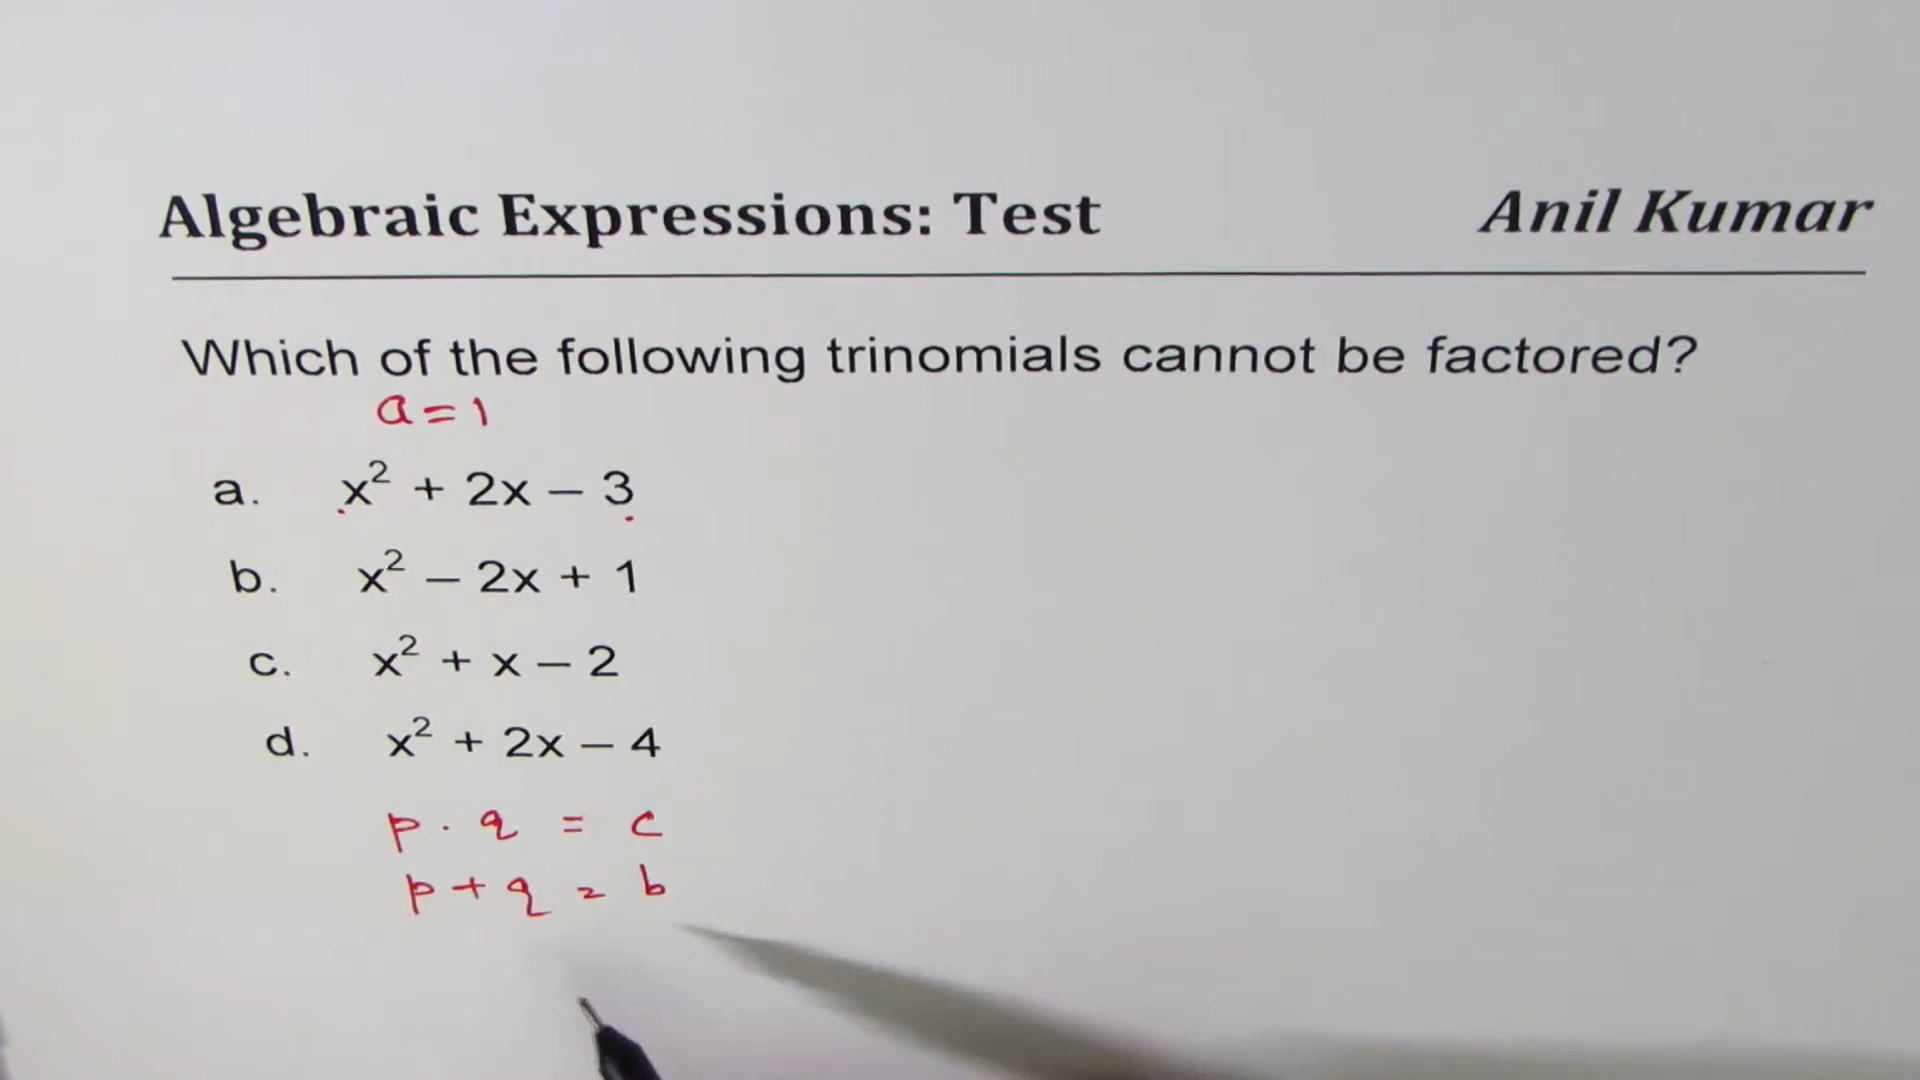 Algebraic Expressions: Test Anil Kumar
Which of the following trinomials cannot be factored?
a = 1
a. x² + 2x – 3
b. x² – 2x + 1
c. x² + x – 2
d. x² + 2x – 4
p · q = c
p + q = b